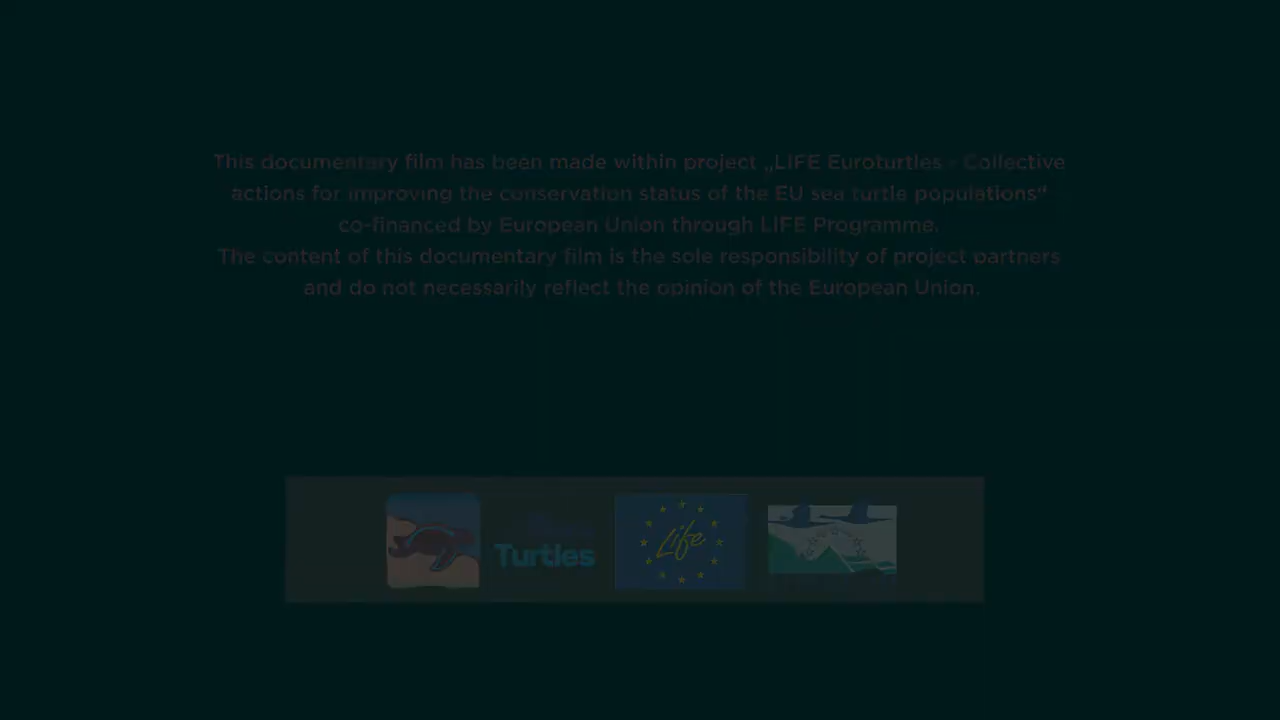 This documentary film has been made within project „LIFE Euroturtles - Collective
actions for improving the conservation status of the EU sea turtle populations“
co-financed by European Union through LIFE Programme.
The content of this documentary film is the sole responsibility of project partners
and do not necessarily reflect the opinion of the European Union.
Turtles
Life